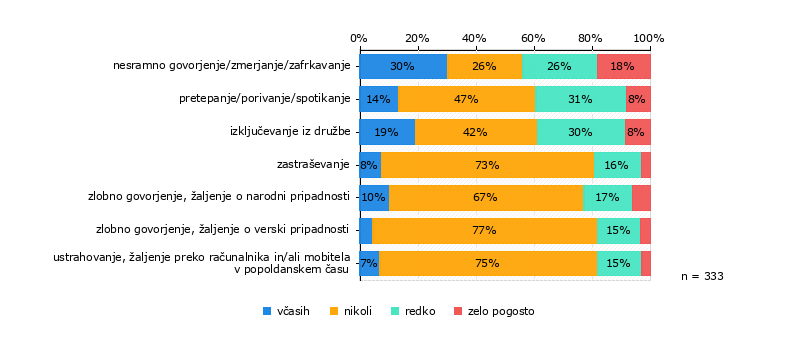 0% 20% 40% 60% 80% 100%
nesramno govorjenje/zmerjanje/zafrkavanje 30% 26% 26% 18%
pretepanje/porivanje/spotikanje 14% 47% 31% 8%
izključevanje iz družbe 19% 42% 30% 8%
zastraševanje 8% 73% 16%
zlobno govorjenje, žaljenje o narodni pripadnosti 10% 67% 17%
zlobno govorjenje, žaljenje o verski pripadnosti 77% 15%
ustrahovanje, žaljenje preko računalnika in/ali mobitela
v popoldanskem času 7% 75% 15%
n = 333
včasih nikoli redko zelo pogosto